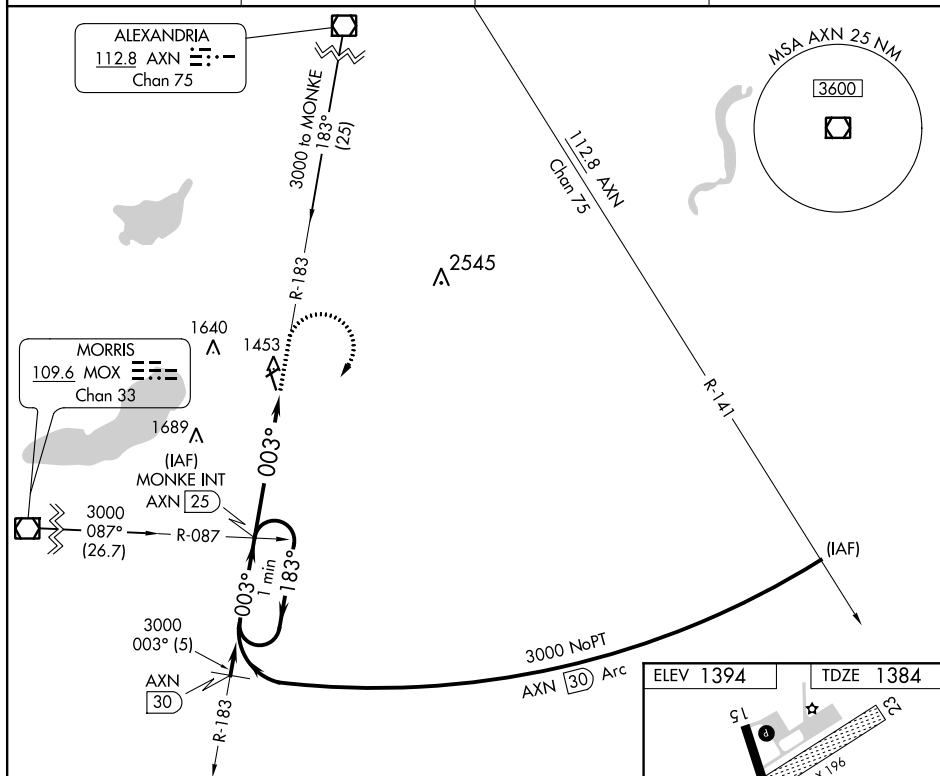 ALEXANDRIA
112.8 AXN
Chan 75
3000 to MONKE
183°
(25)
R-183
112.8 AXN
Chan 75
R-141
MSA AXN 25 NM
3600
2545
1640
1453
MORRIS
109.6 MOX
Chan 33
1689
(IAF)
MONKE INT
AXN 25
003°
3000
087°
(26.7)
R-087
003°
1 min
183°
3000
003° (5)
AXN
30
R-183
(IAF)
3000 NoPT
AXN 30 Arc
ELEV 1394
TDZE 1384
15
P
23
X 196